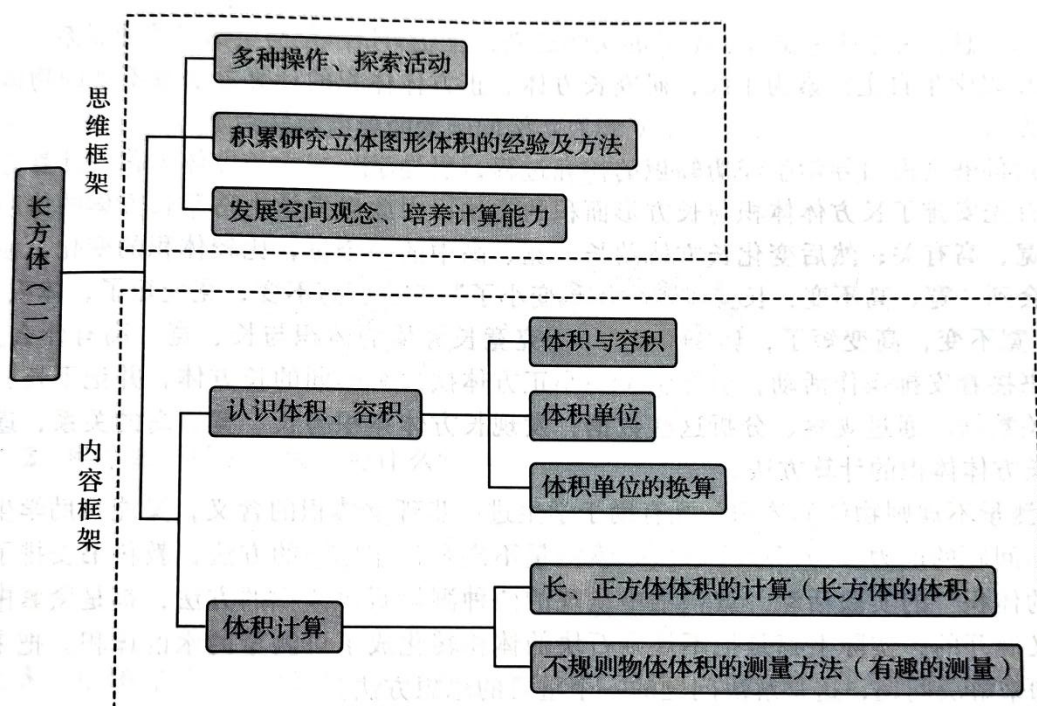 思维框架
多种操作、探索活动
积累研究立体图形体积的经验及方法
发展空间观念、培养计算能力
长方体(二)
内容框架
认识体积、容积
体积与容积
体积单位
体积单位的换算
体积计算
长、正方体体积的计算(长方体的体积)
不规则物体体积的测量方法(有趣的测量)